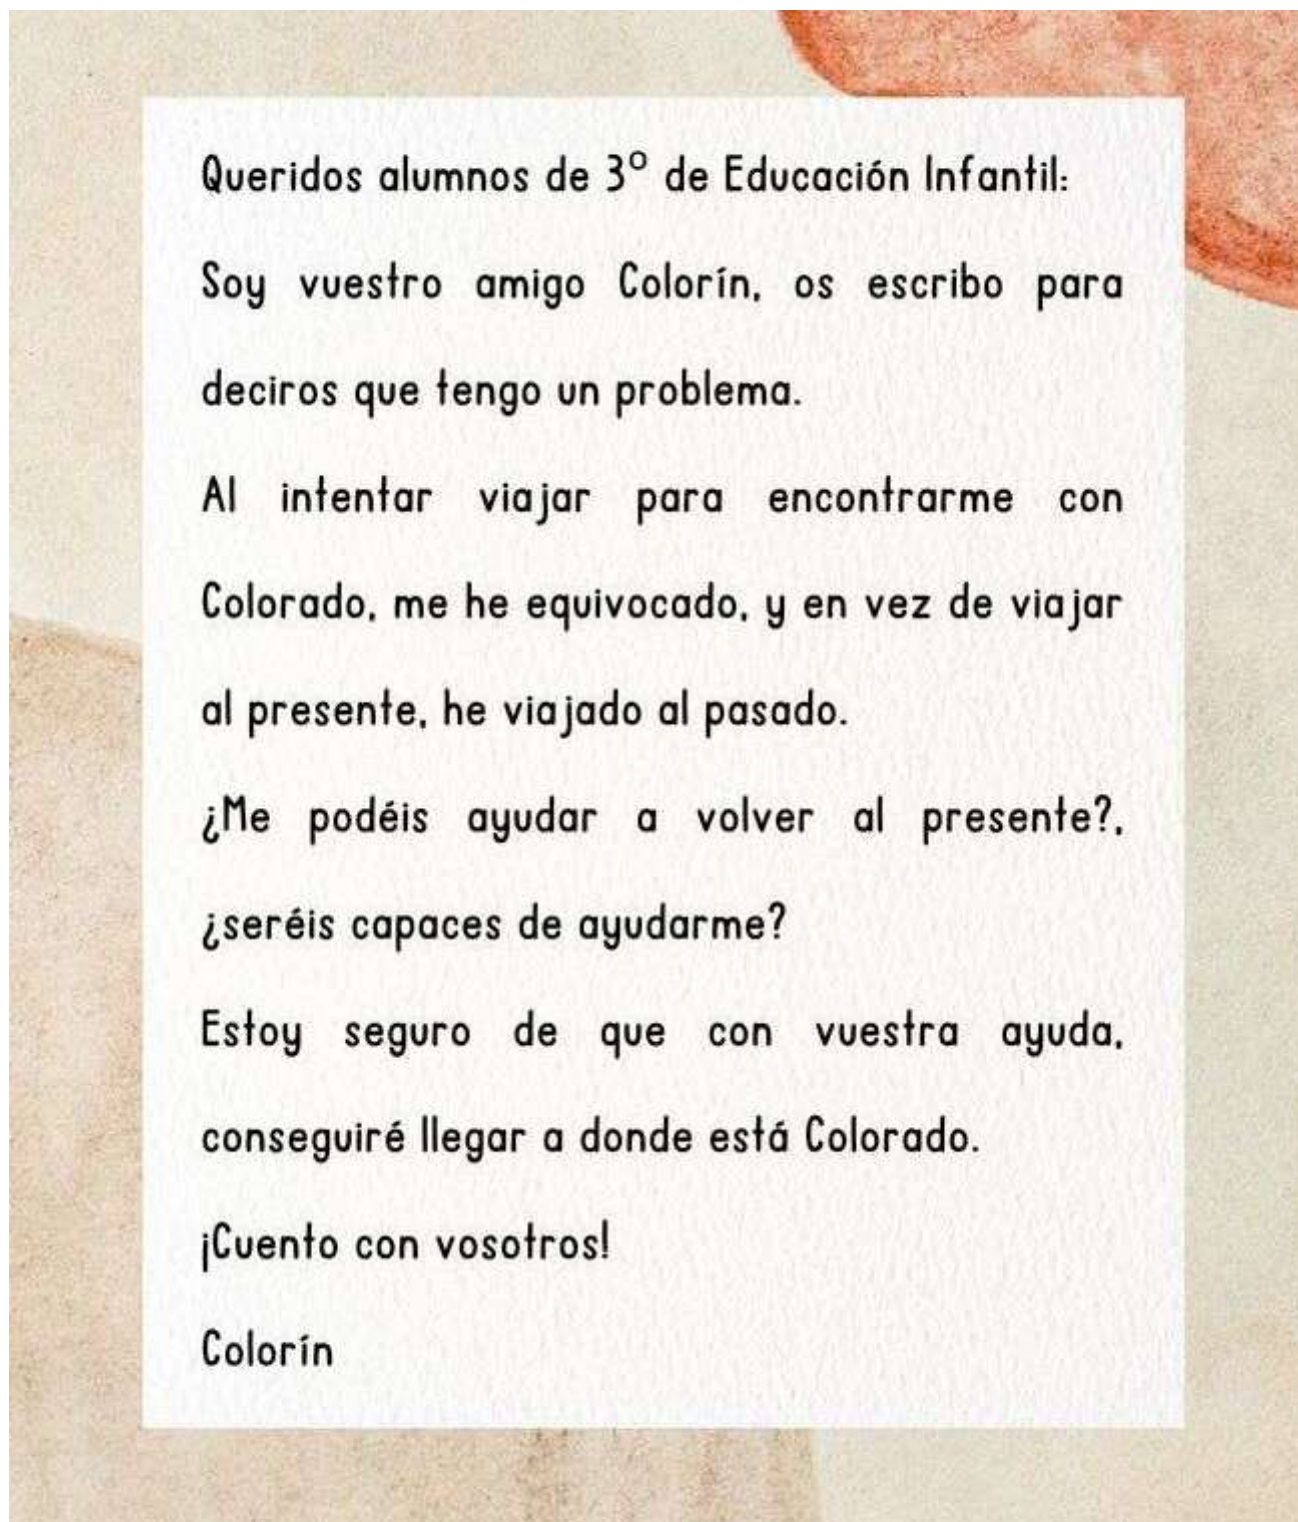 Queridos alumnos de 3º de Educación Infantil:
Soy vuestro amigo Colorín, os escribo para
deciros que tengo un problema.
Al intentar viajar para encontrarme con
Colorado, me he equivocado, y en vez de viajar
al presente, he viajado al pasado.
¿Me podéis ayudar a volver al presente?,
¿seréis capaces de ayudarme?
Estoy seguro de que con vuestra ayuda,
conseguiré llegar a donde está Colorado.
¡Cuento con vosotros!
Colorín